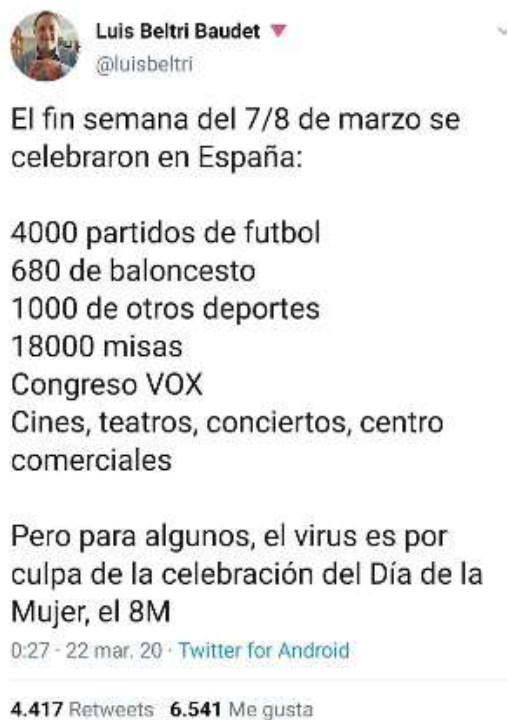 Luis Beltri Baudet
@luisbeltri
El fin semana del 7/8 de marzo se
celebraron en España:
4000 partidos de futbol
680 de baloncesto
1000 de otros deportes
18000 misas
Congreso VOX
Cines, teatros, conciertos, centro
comerciales
Pero para algunos, el virus es por
culpa de la celebración del Día de la
Mujer, el 8M
0:27 · 22 mar. 20 · Twitter for Android
4.417 Retweets 6.541 Me gusta